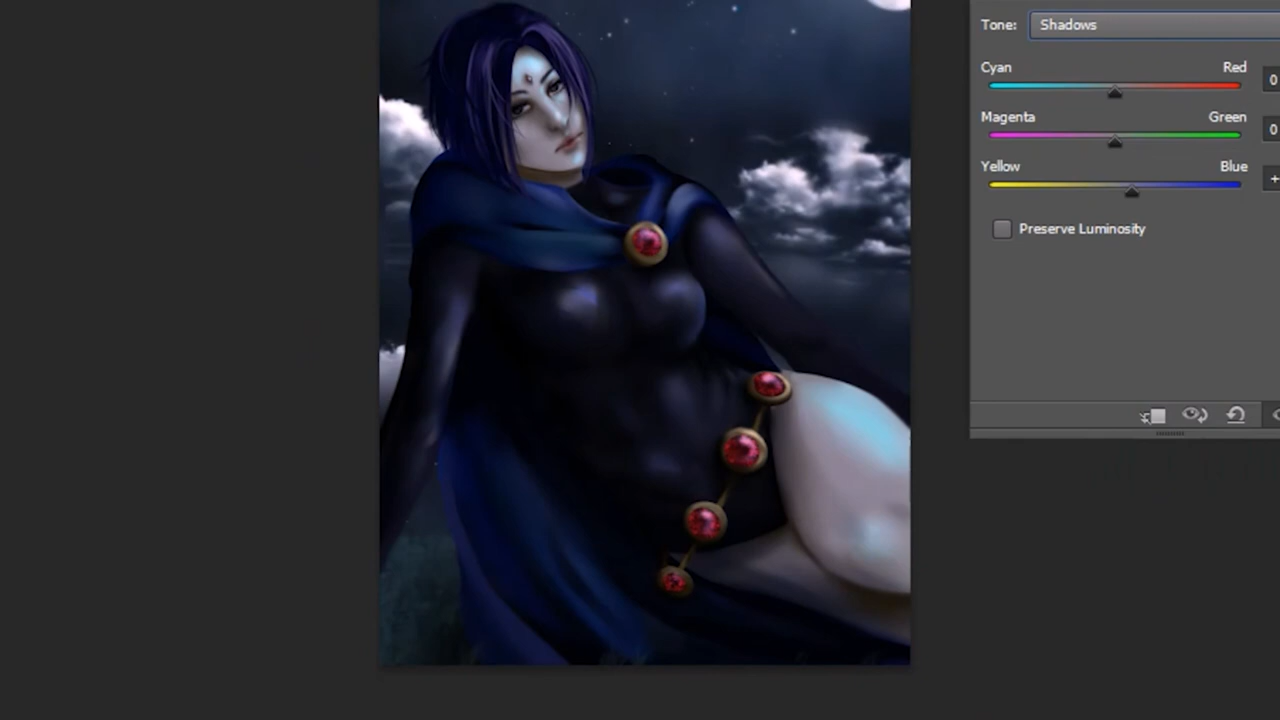 Tone: Shadows
Cyan Red 0
Magenta Green 0
Yellow Blue +
Preserve Luminosity